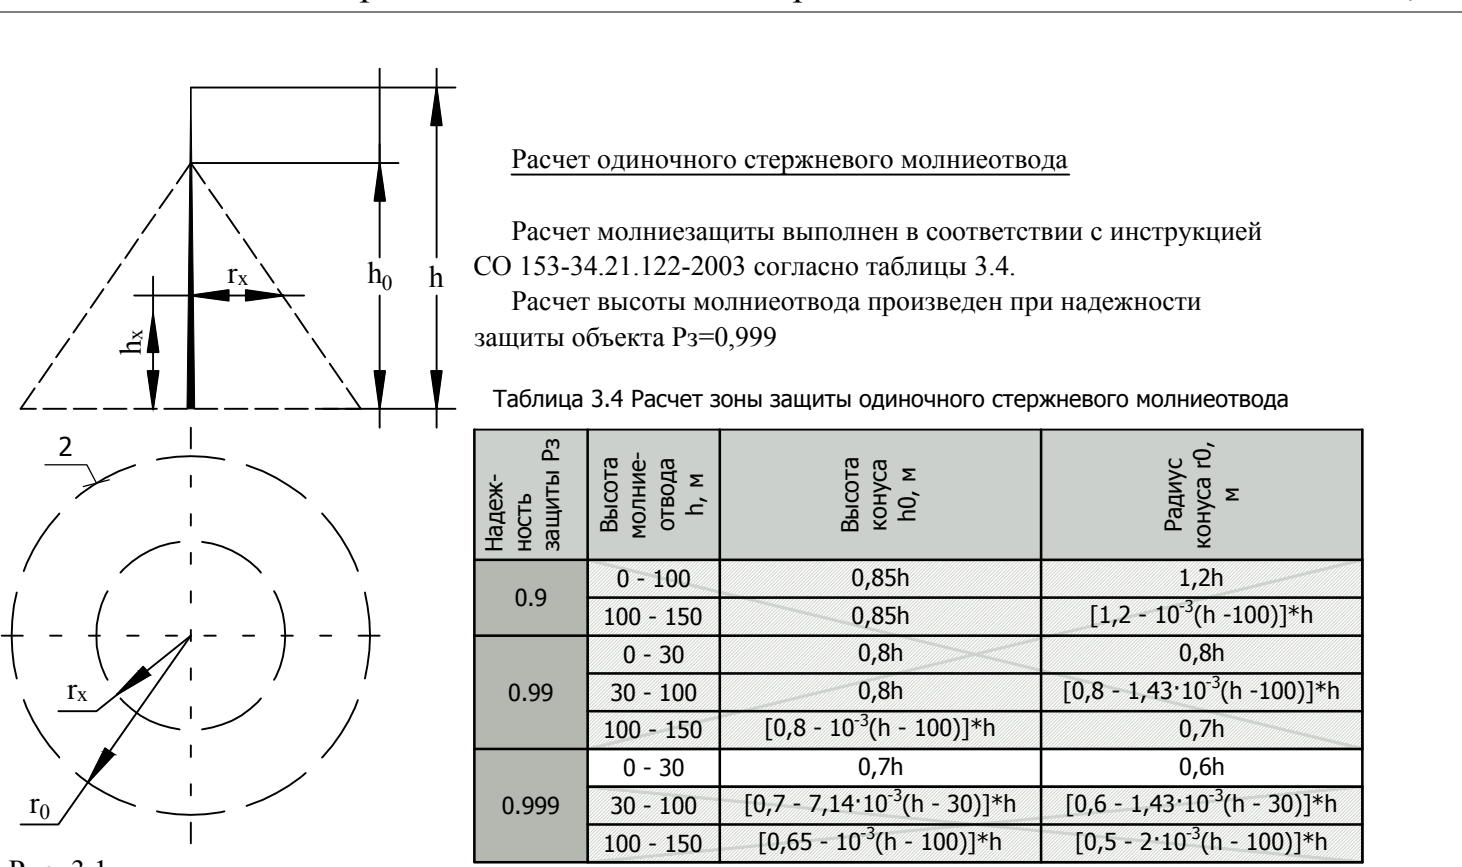 h₀
h
rₓ
hₓ
2
rₓ
r₀
Расчет одиночного стержневого молниеотвода
Расчет молниезащиты выполнен в соответствии с инструкцией
СО 153-34.21.122-2003 согласно таблицы 3.4.
Расчет высоты молниеотвода произведен при надежности
защиты объекта Рз=0,999
Таблица 3.4 Расчет зоны защиты одиночного стержневого молниеотвода
Надеж-
ность
защиты Рз
Высота
молние-
отвода
h, м
Высота
конуса
h0, м
Радиус
конуса r0,
м
0.9
0 - 100 0,85h 1,2h
100 - 150 0,85h [1,2 - 10⁻³(h -100)]*h
0.99
0 - 30 0,8h 0,8h
30 - 100 0,8h [0,8 - 1,43·10⁻³(h -100)]*h
100 - 150 [0,8 - 10⁻³(h - 100)]*h 0,7h
0.999
0 - 30 0,7h 0,6h
30 - 100 [0,7 - 7,14·10⁻³(h - 30)]*h [0,6 - 1,43·10⁻³(h - 30)]*h
100 - 150 [0,65 - 10⁻³(h - 100)]*h [0,5 - 2·10⁻³(h - 100)]*h